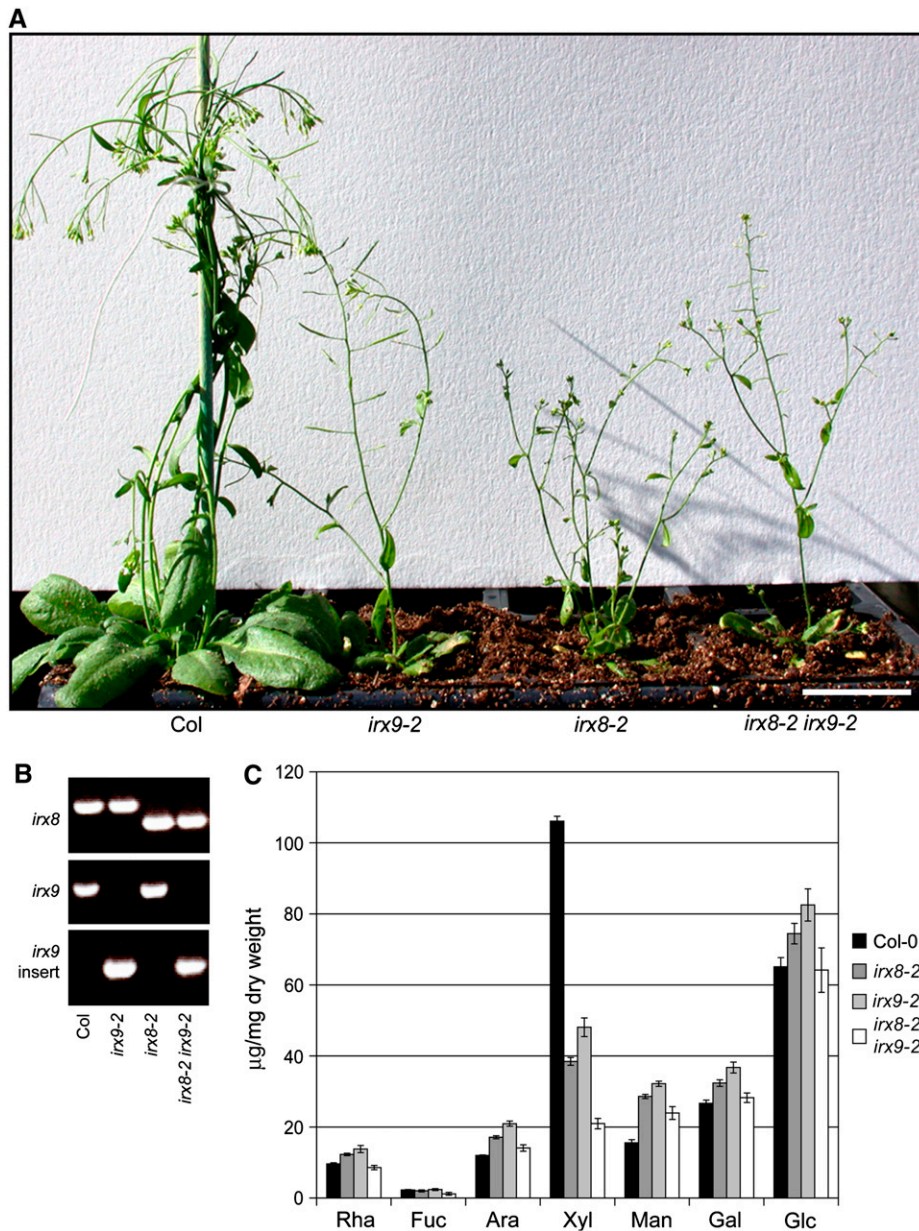 A
Col irx9-2 irx8-2 irx8-2 irx9-2
B
irx8
irx9
irx9
insert
Col irx9-2 irx8-2 irx8-2 irx9-2
C
120
100
80
60
40
20
0
µg/mg dry weight
Rha Fuc Ara Xyl Man Gal Glc
Col-0
irx8-2
irx9-2
irx8-2
irx9-2